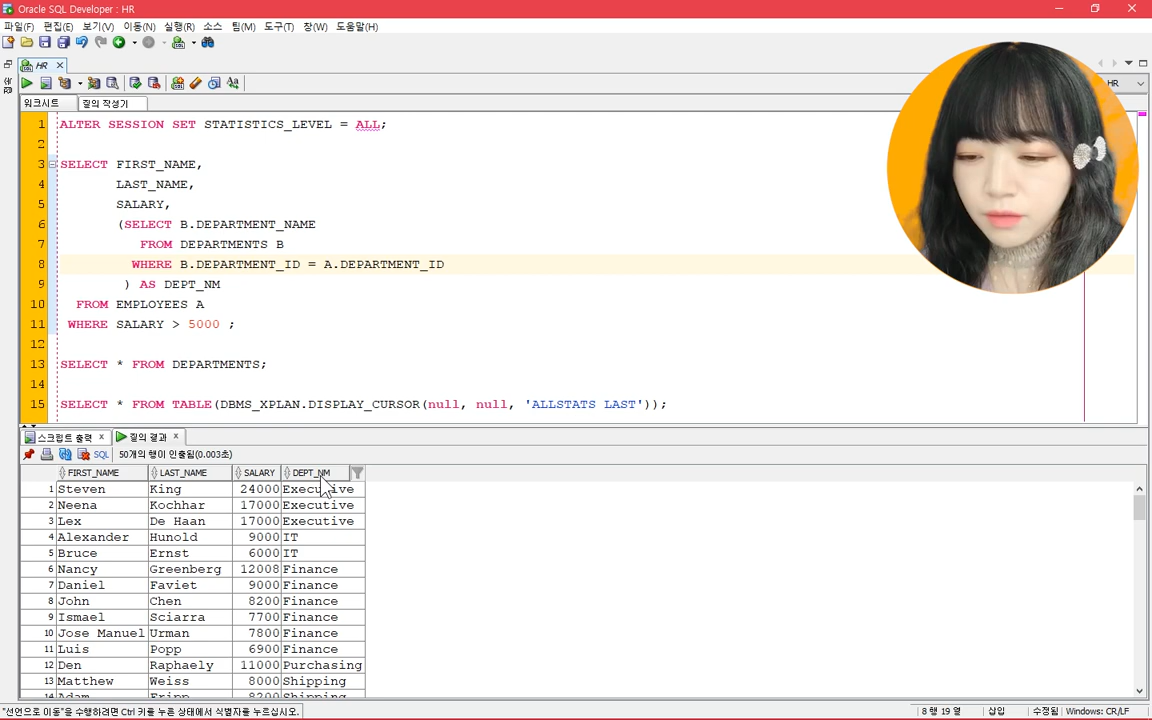 Oracle SQL Developer : HR
파일(F) 편집(E) 보기(V) 이동(N) 실행(R) 소스 팀(M) 도구(T) 창(W) 도움말(H)
HR
HR
워크시트 질의 작성기
1 ALTER SESSION SET STATISTICS_LEVEL = ALL;
2
3 SELECT FIRST_NAME,
4 LAST_NAME,
5 SALARY,
6 (SELECT B.DEPARTMENT_NAME
7 FROM DEPARTMENTS B
8 WHERE B.DEPARTMENT_ID = A.DEPARTMENT_ID
9 ) AS DEPT_NM
10 FROM EMPLOYEES A
11 WHERE SALARY > 5000 ;
12
13 SELECT * FROM DEPARTMENTS;
14
15 SELECT * FROM TABLE(DBMS_XPLAN.DISPLAY_CURSOR(null, null, 'ALLSTATS LAST'));
스크립트 출력 질의 결과
SQL 50개의 행이 인출됨(0.003초)
FIRST_NAME LAST_NAME SALARY DEPT_NM
1 Steven King 24000 Executive
2 Neena Kochhar 17000 Executive
3 Lex De Haan 17000 Executive
4 Alexander Hunold 9000 IT
5 Bruce Ernst 6000 IT
6 Nancy Greenberg 12008 Finance
7 Daniel Faviet 9000 Finance
8 John Chen 8200 Finance
9 Ismael Sciarra 7700 Finance
10 Jose Manuel Urman 7800 Finance
11 Luis Popp 6900 Finance
12 Den Raphaely 11000 Purchasing
13 Matthew Weiss 8000 Shipping
14 Adam Fripp 8200 Shipping
"선언으로 이동"을 수행하려면 Ctrl 키를 누른 상태에서 식별자를 누르십시오. 8 행 19 열 삽입 수정됨 Windows: CR/LF